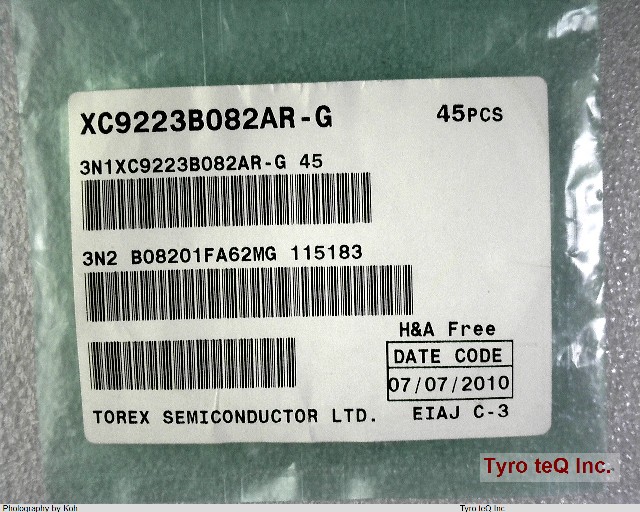 XC9223B082AR-G 45PCS
3N1XC9223B082AR-G 45
3N2 B08201FA62MG 115183
H&A Free
DATE CODE
07/07/2010
TOREX SEMICONDUCTOR LTD. EIAJ C-3
Tyro teQ Inc.
Photography by Koh Tyro teQ Inc